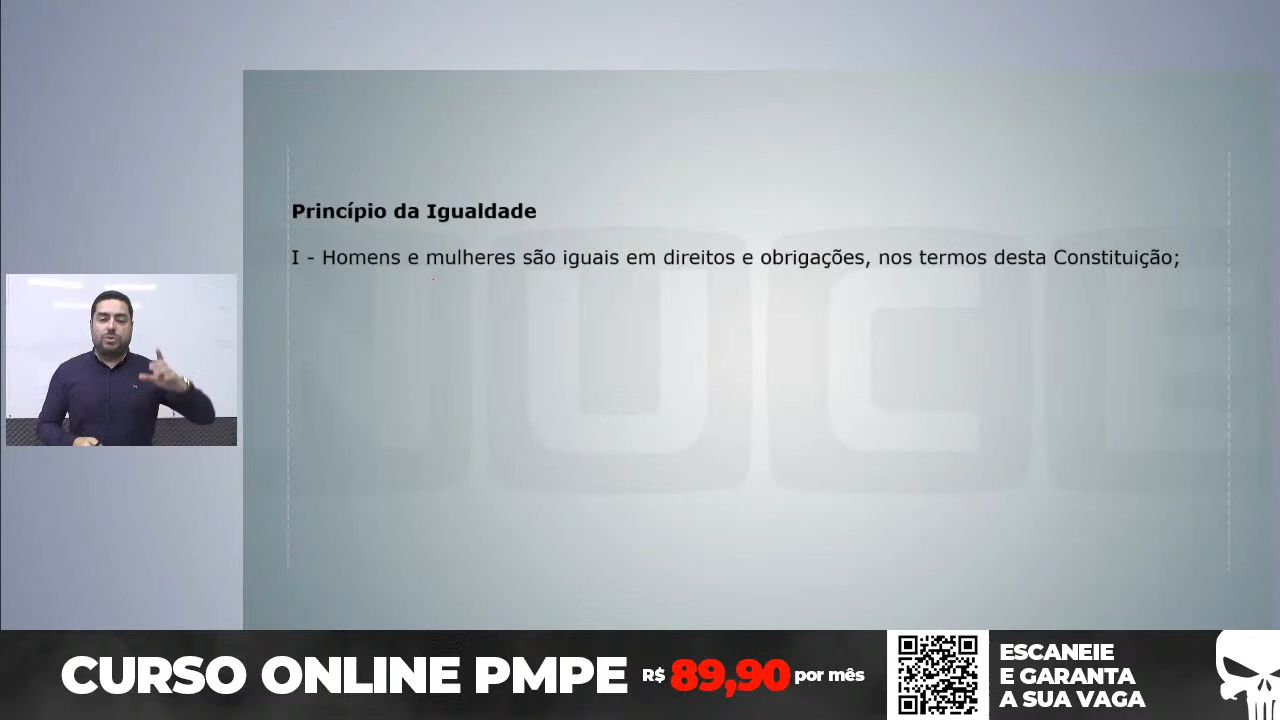 Princípio da Igualdade
I - Homens e mulheres são iguais em direitos e obrigações, nos termos desta Constituição;
NUCE
CURSO ONLINE PMPE R$ 89,90 por mês
ESCANEIE
E GARANTA
A SUA VAGA